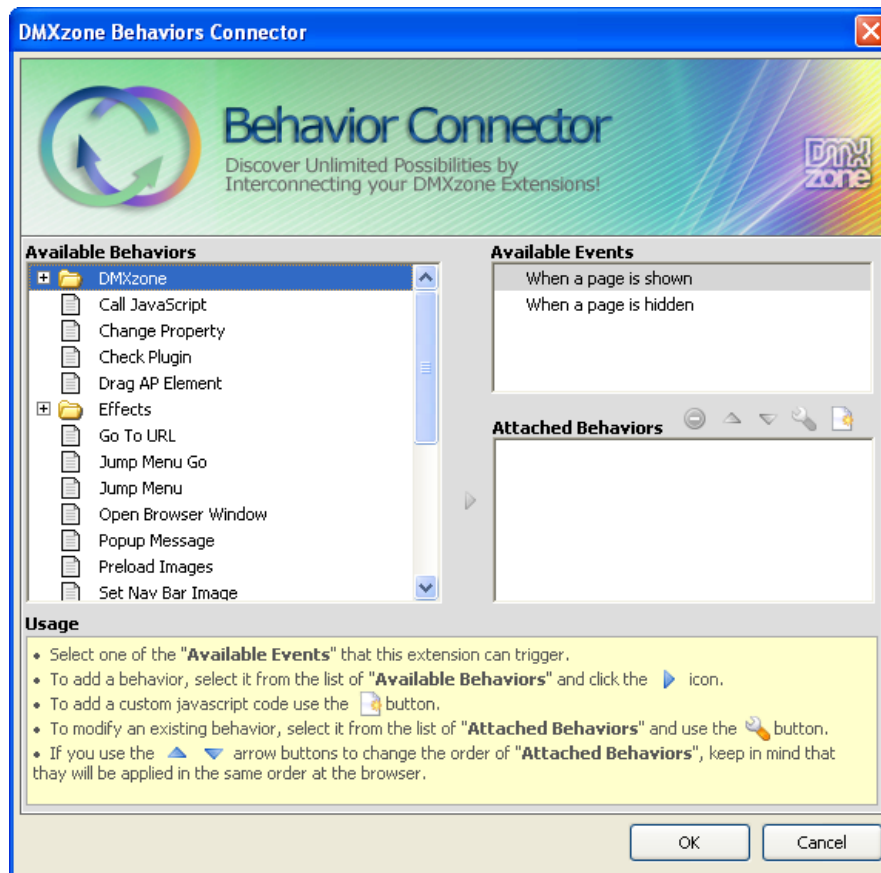 DMXzone Behaviors Connector
Behavior Connector
Discover Unlimited Possibilities by
Interconnecting your DMXzone Extensions!
DMX
zone
Available Behaviors
DMXzone
Call JavaScript
Change Property
Check Plugin
Drag AP Element
Effects
Go To URL
Jump Menu Go
Jump Menu
Open Browser Window
Popup Message
Preload Images
Set Nav Bar Image
Available Events
When a page is shown
When a page is hidden
Attached Behaviors
Usage
• Select one of the "Available Events" that this extension can trigger.
• To add a behavior, select it from the list of "Available Behaviors" and click the icon.
• To add a custom javascript code use the button.
• To modify an existing behavior, select it from the list of "Attached Behaviors" and use the button.
• If you use the arrow buttons to change the order of "Attached Behaviors", keep in mind that
thay will be applied in the same order at the browser.
OK
Cancel